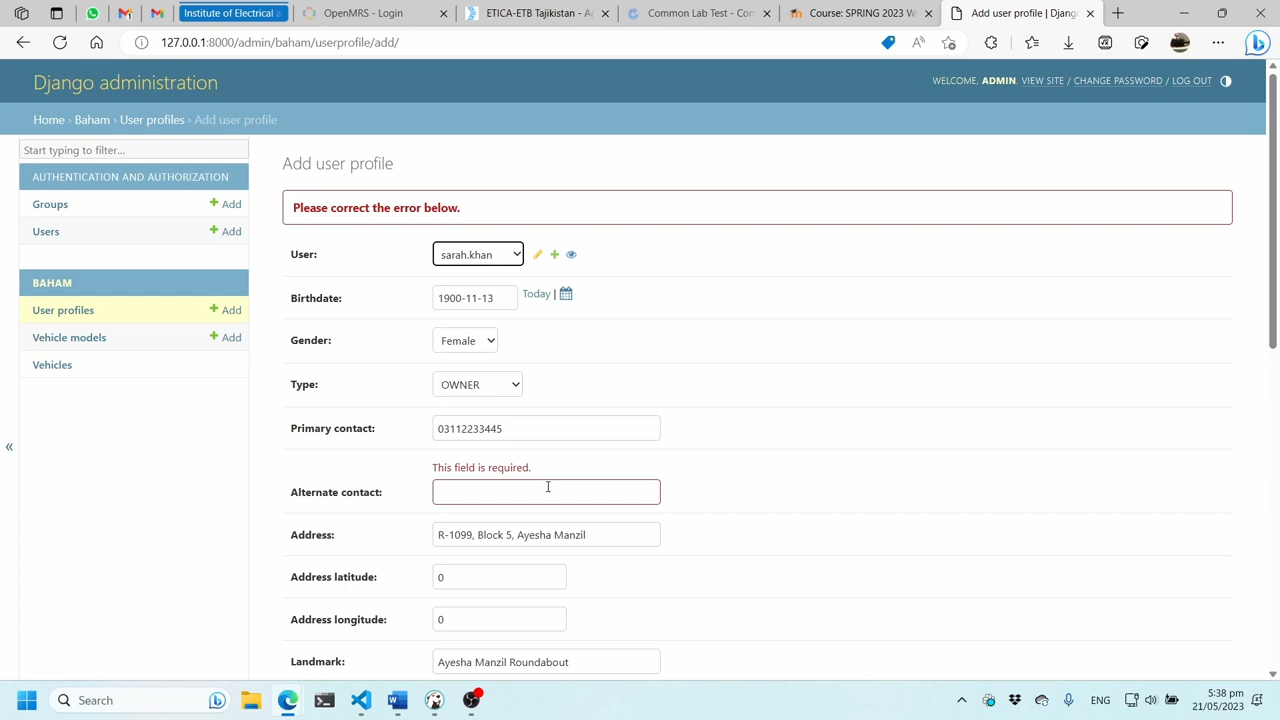 Institute of Electrical a
OpenMRS - Login
ETICA-ETB Tajikistan - Ag
Common Lab Test - Con
Course: SPRING 2023 W
Add user profile | Djang
127.0.0.1:8000/admin/baham/userprofile/add/
Django administration
WELCOME, ADMIN. VIEW SITE / CHANGE PASSWORD / LOG OUT
Home › Baham › User profiles › Add user profile
Start typing to filter...
AUTHENTICATION AND AUTHORIZATION
Groups + Add
Users + Add
BAHAM
User profiles + Add
Vehicle models + Add
Vehicles
«
Add user profile
Please correct the error below.
User: sarah.khan
Birthdate: 1900-11-13 Today |
Gender: Female
Type: OWNER
Primary contact: 03112233445
This field is required.
Alternate contact:
Address: R-1099, Block 5, Ayesha Manzil
Address latitude: 0
Address longitude: 0
Landmark: Ayesha Manzil Roundabout
Search
ENG
5:38 pm
21/05/2023